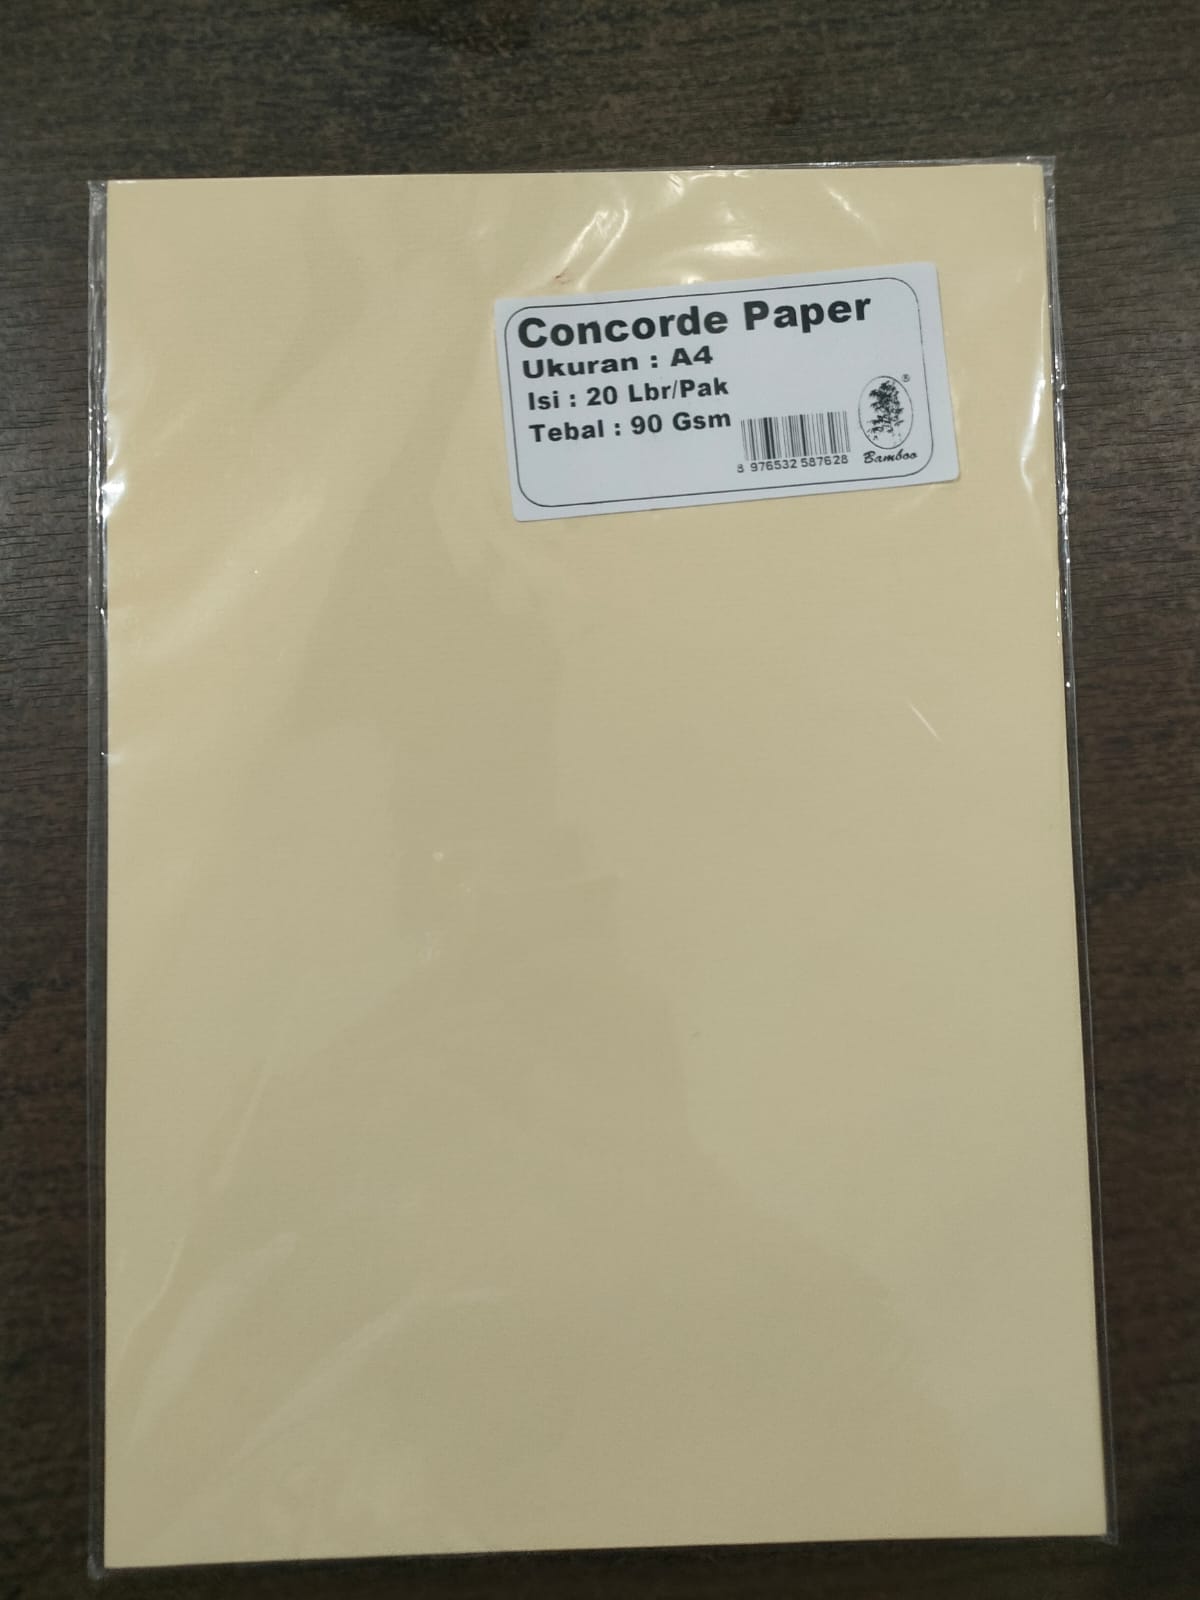 Concorde Paper
Ukuran : A4
Isi : 20 Lbr/Pak
Tebal : 90 Gsm
8 976532 587628
®
Bamboo